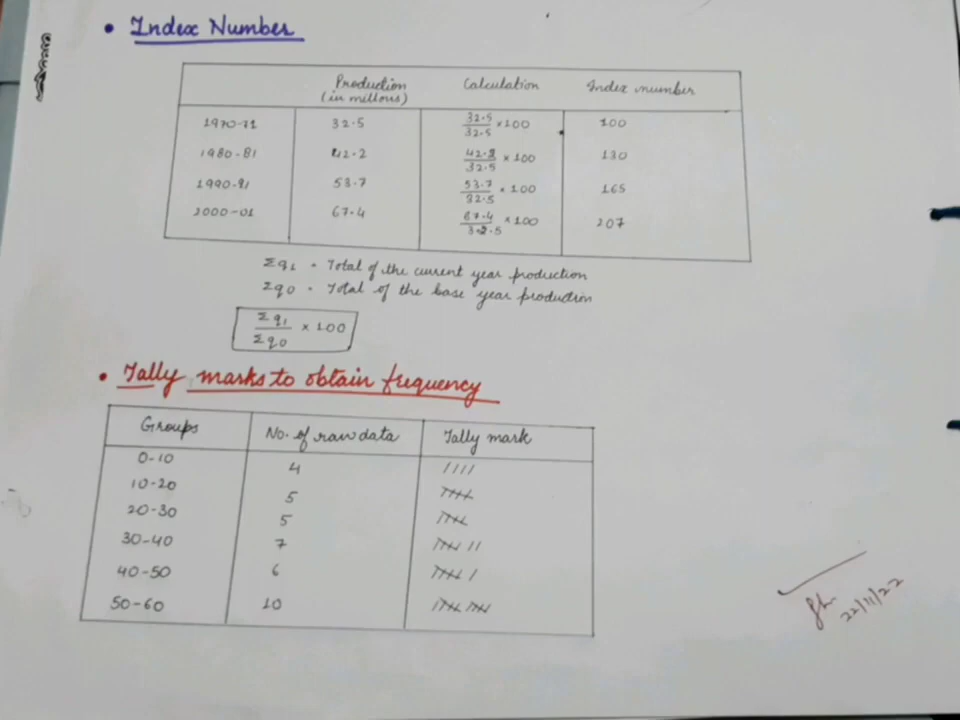 • Index Number
Production (in millons) Calculation Index number
1970-71 32.5 32.5/32.5 × 100 100
1980-81 42.2 42.2/32.5 × 100 130
1990-91 53.7 53.7/32.5 × 100 165
2000-01 67.4 67.4/32.5 × 100 207
Σq1 = Total of the current year production
Σq0 = Total of the base year production
Σq1/Σq0 × 100
• Tally marks to obtain frequency
Groups No. of raw data Tally mark
0-10 4 ////
10-20 5
20-30 5
30-40 7
40-50 6
50-60 10
22/11/22